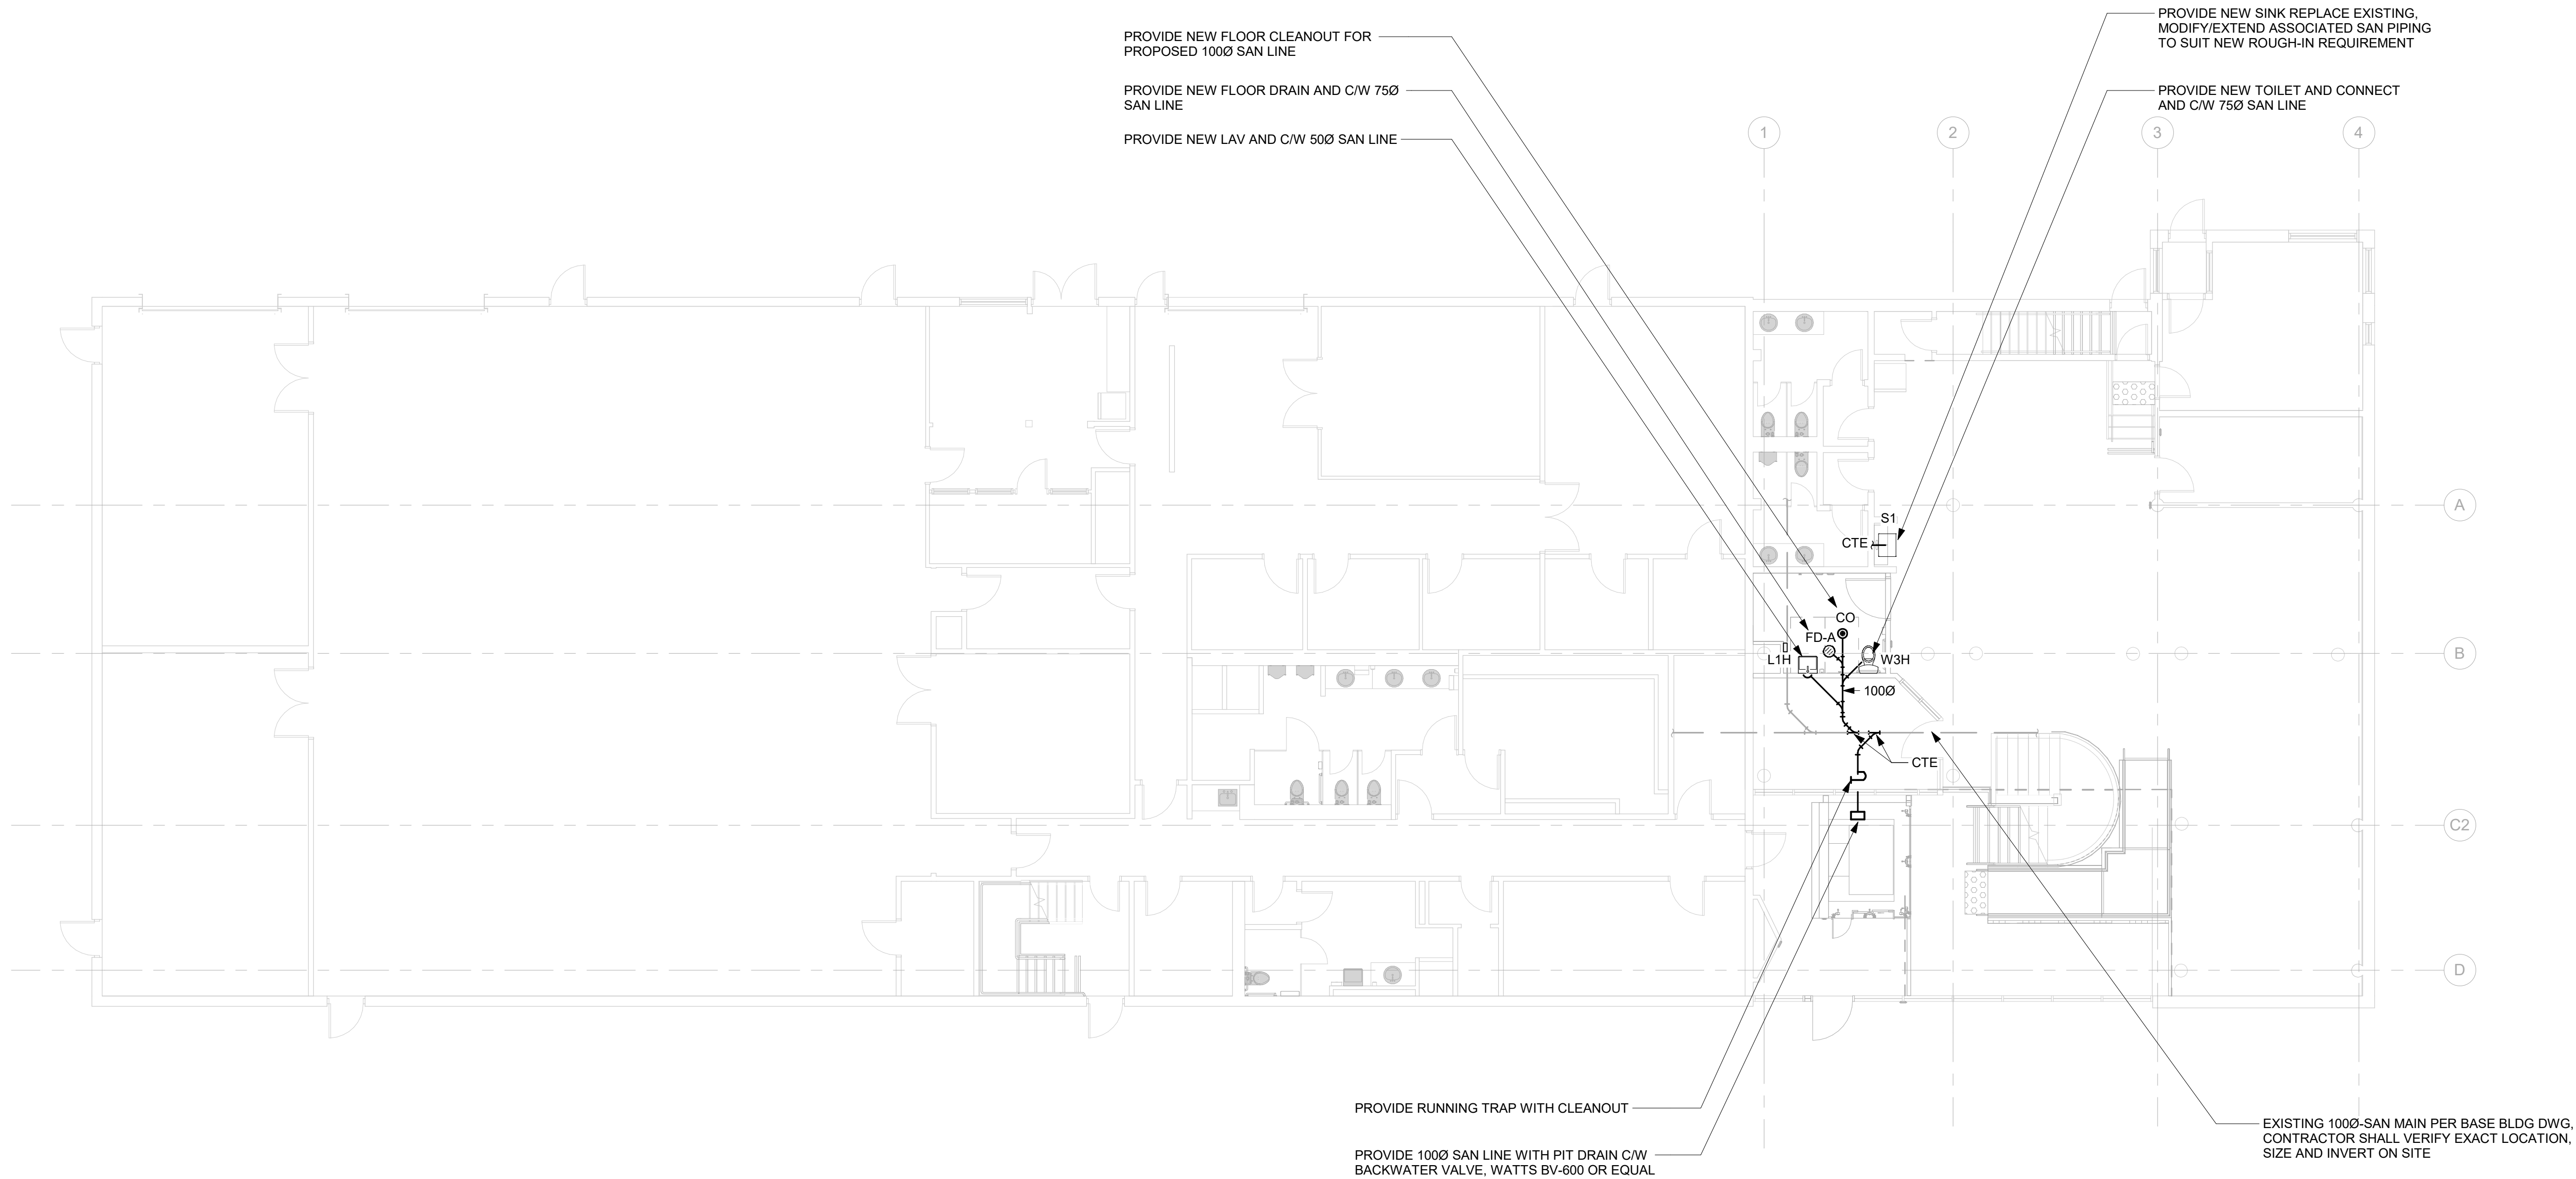 PROVIDE NEW FLOOR CLEANOUT FOR
PROPOSED 100Ø SAN LINE
PROVIDE NEW FLOOR DRAIN AND C/W 75Ø
SAN LINE
PROVIDE NEW LAV AND C/W 50Ø SAN LINE
PROVIDE NEW SINK REPLACE EXISTING,
MODIFY/EXTEND ASSOCIATED SAN PIPING
TO SUIT NEW ROUGH-IN REQUIREMENT
PROVIDE NEW TOILET AND CONNECT
AND C/W 75Ø SAN LINE
1
2
3
4
A
S1
CTE
CO
FD-A
L1H
W3H
B
100Ø
CTE
C2
D
PROVIDE RUNNING TRAP WITH CLEANOUT
PROVIDE 100Ø SAN LINE WITH PIT DRAIN C/W
BACKWATER VALVE, WATTS BV-600 OR EQUAL
EXISTING 100Ø-SAN MAIN PER BASE BLDG DWG,
CONTRACTOR SHALL VERIFY EXACT LOCATION,
SIZE AND INVERT ON SITE